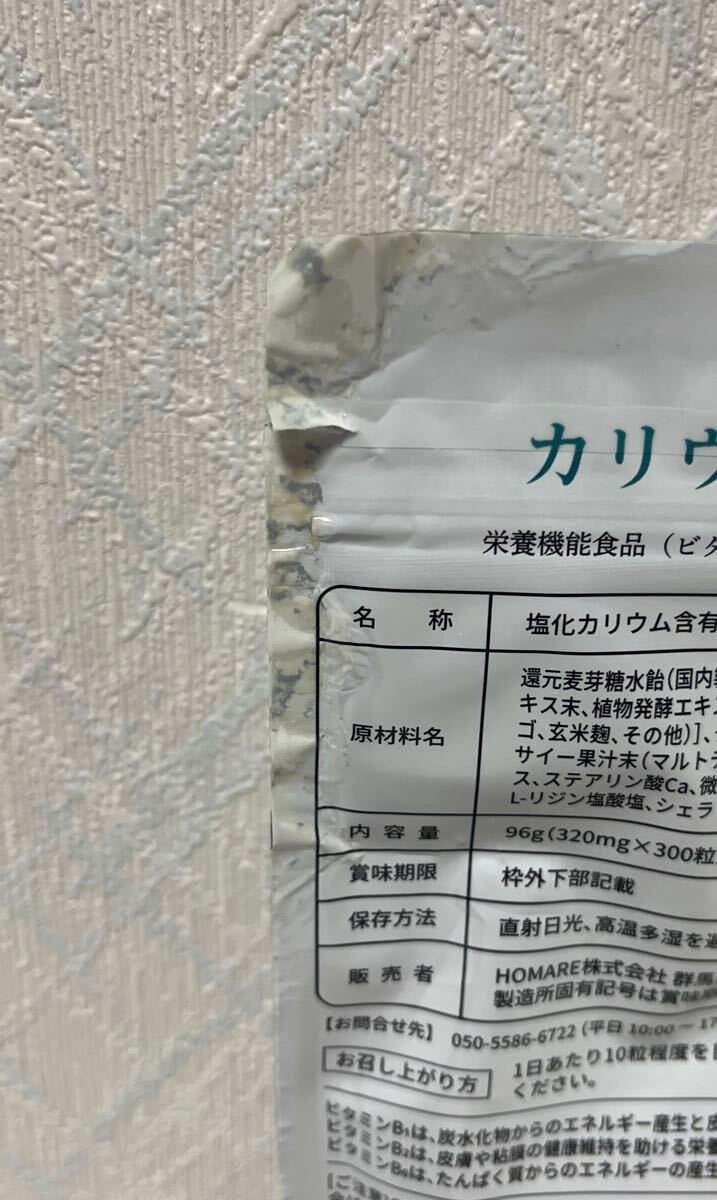 カリウ
栄養機能食品（ビタ
名 称 塩化カリウム含有
原材料名
還元麦芽糖水飴(国内
キス末、植物発酵エキ
ゴ、玄米麹、その他)］、
サイー果汁末(マルトデ
ス、ステアリン酸Ca、微
L-リジン塩酸塩、シェラ
内容量 96g(320mg×300粒
賞味期限 枠外下部記載
保存方法 直射日光、高温多湿を避
販売者
HOMARE株式会社 群馬
製造所固有記号は賞味期
【お問合せ先】 050-5586-6722 (平日 10:00 ～ 17
お召し上がり方
1日あたり10粒程度を目
ください。
ビタミンB₁は、炭水化物からのエネルギー産生と皮
ビタミンB₂は、皮膚や粘膜の健康維持を助ける栄養
ビタミンB₆は、たんぱく質からのエネルギーの産生
【ご注意】